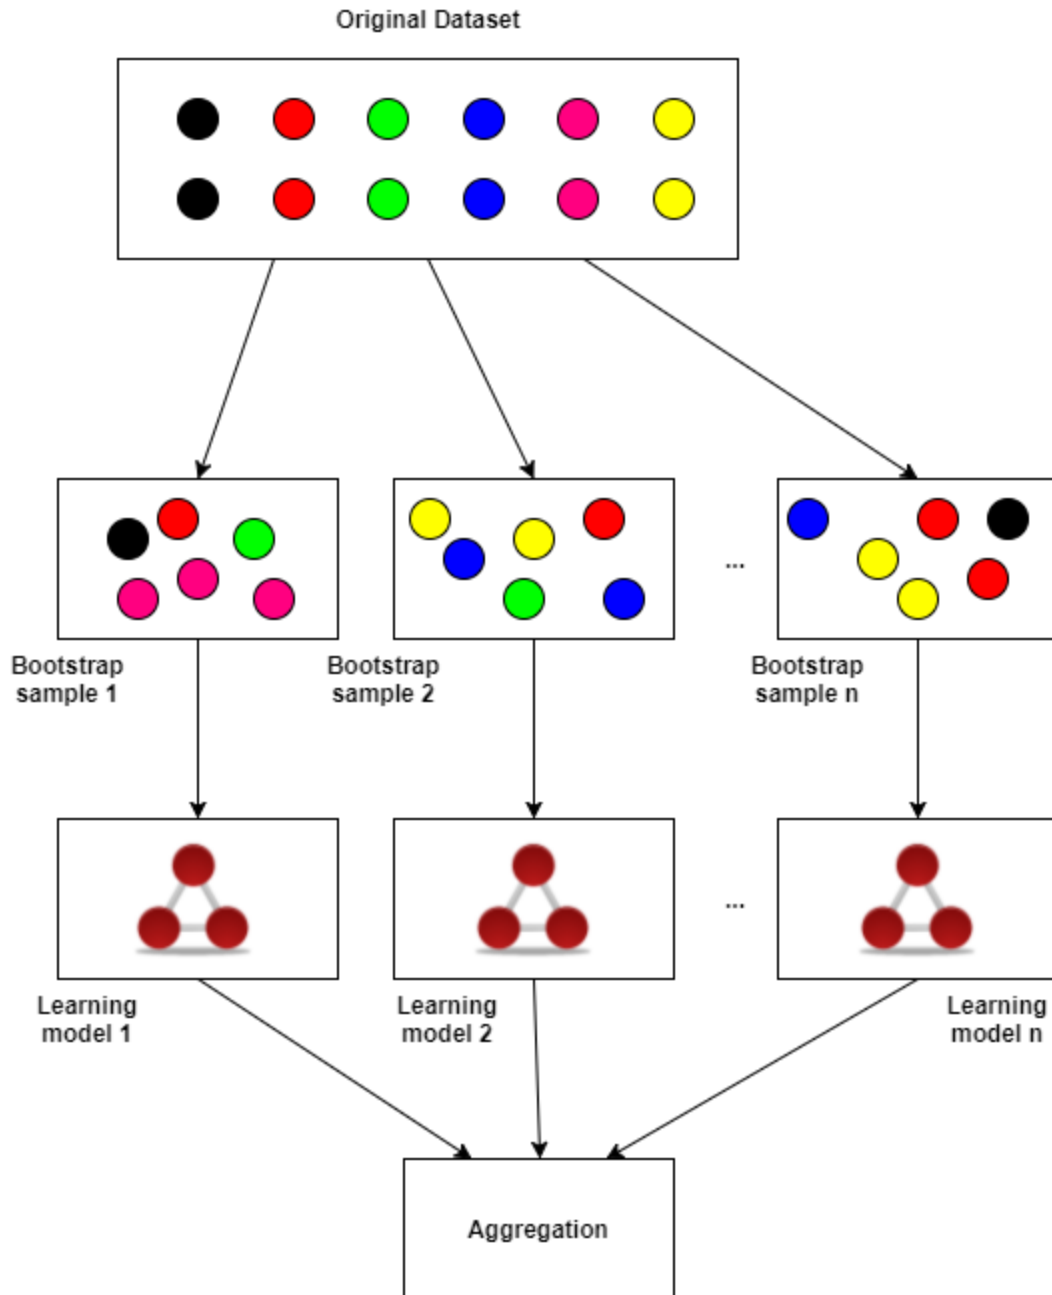 Original Dataset
...
Bootstrap
sample 1
Bootstrap
sample 2
Bootstrap
sample n
...
Learning
model 1
Learning
model 2
Learning
model n
Aggregation